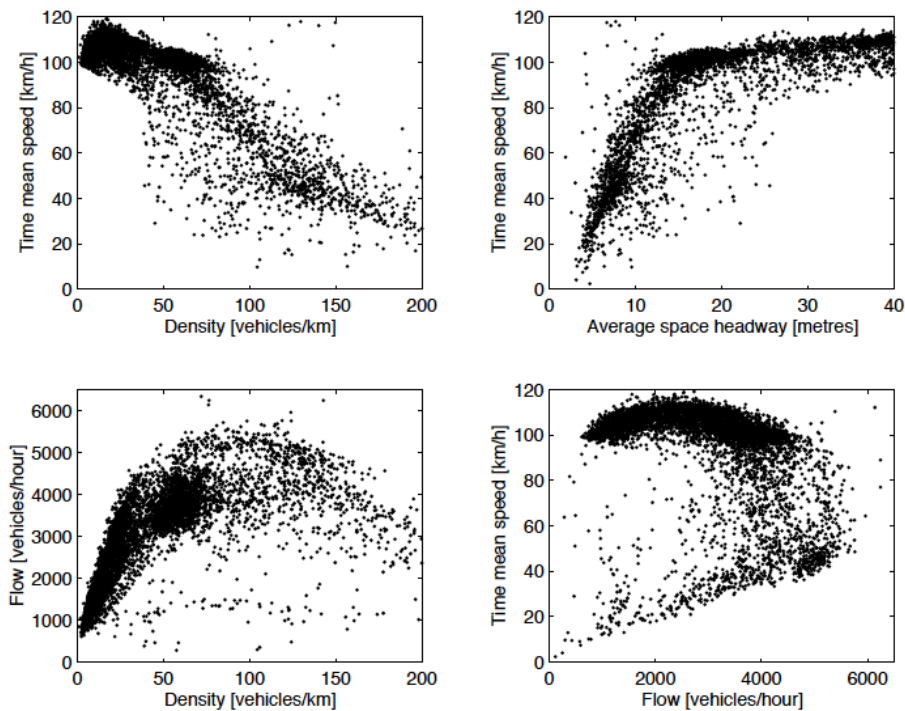 120
100
80
60
40
20
0
Time mean speed [km/h]
0 50 100 150 200
Density [vehicles/km]
120
100
80
60
40
20
0
Time mean speed [km/h]
0 10 20 30 40
Average space headway [metres]
6000
5000
4000
3000
2000
1000
0
Flow [vehicles/hour]
0 50 100 150 200
Density [vehicles/km]
120
100
80
60
40
20
0
Time mean speed [km/h]
2000 4000 6000
Flow [vehicles/hour]